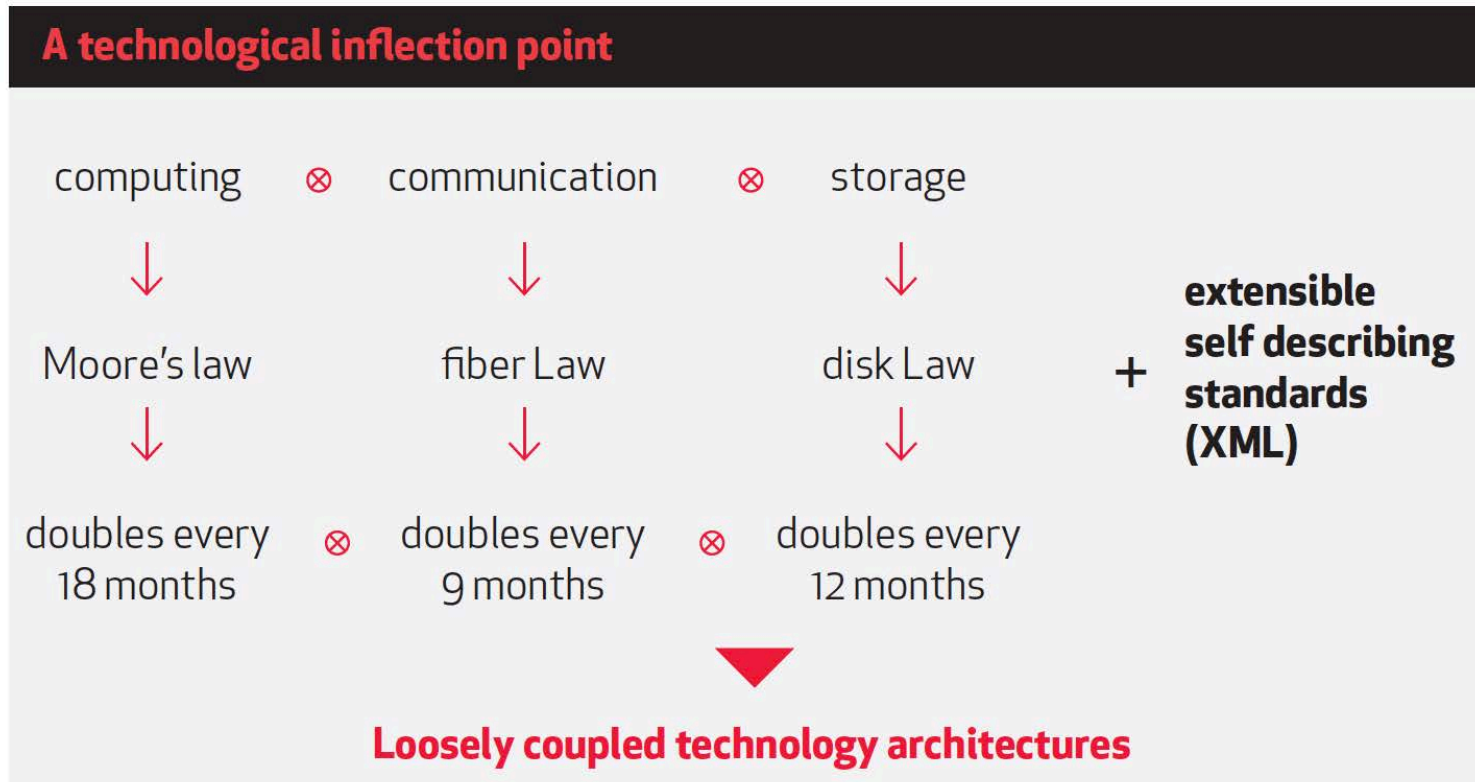 A technological inflection point
computing ⊗ communication ⊗ storage
Moore's law
fiber Law
disk Law
+
extensible
self describing
standards
(XML)
doubles every
18 months
⊗
doubles every
9 months
⊗
doubles every
12 months
Loosely coupled technology architectures